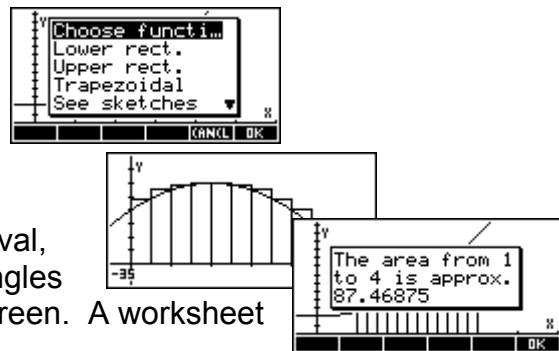 Y
Choose functi…
Lower rect.
Upper rect.
Trapezoidal
See sketches
X
CANCL OK
Y
-35
val,
ngles
reen. A worksheet
Y
The area from 1
to 4 is approx.
87.46875
X
OK